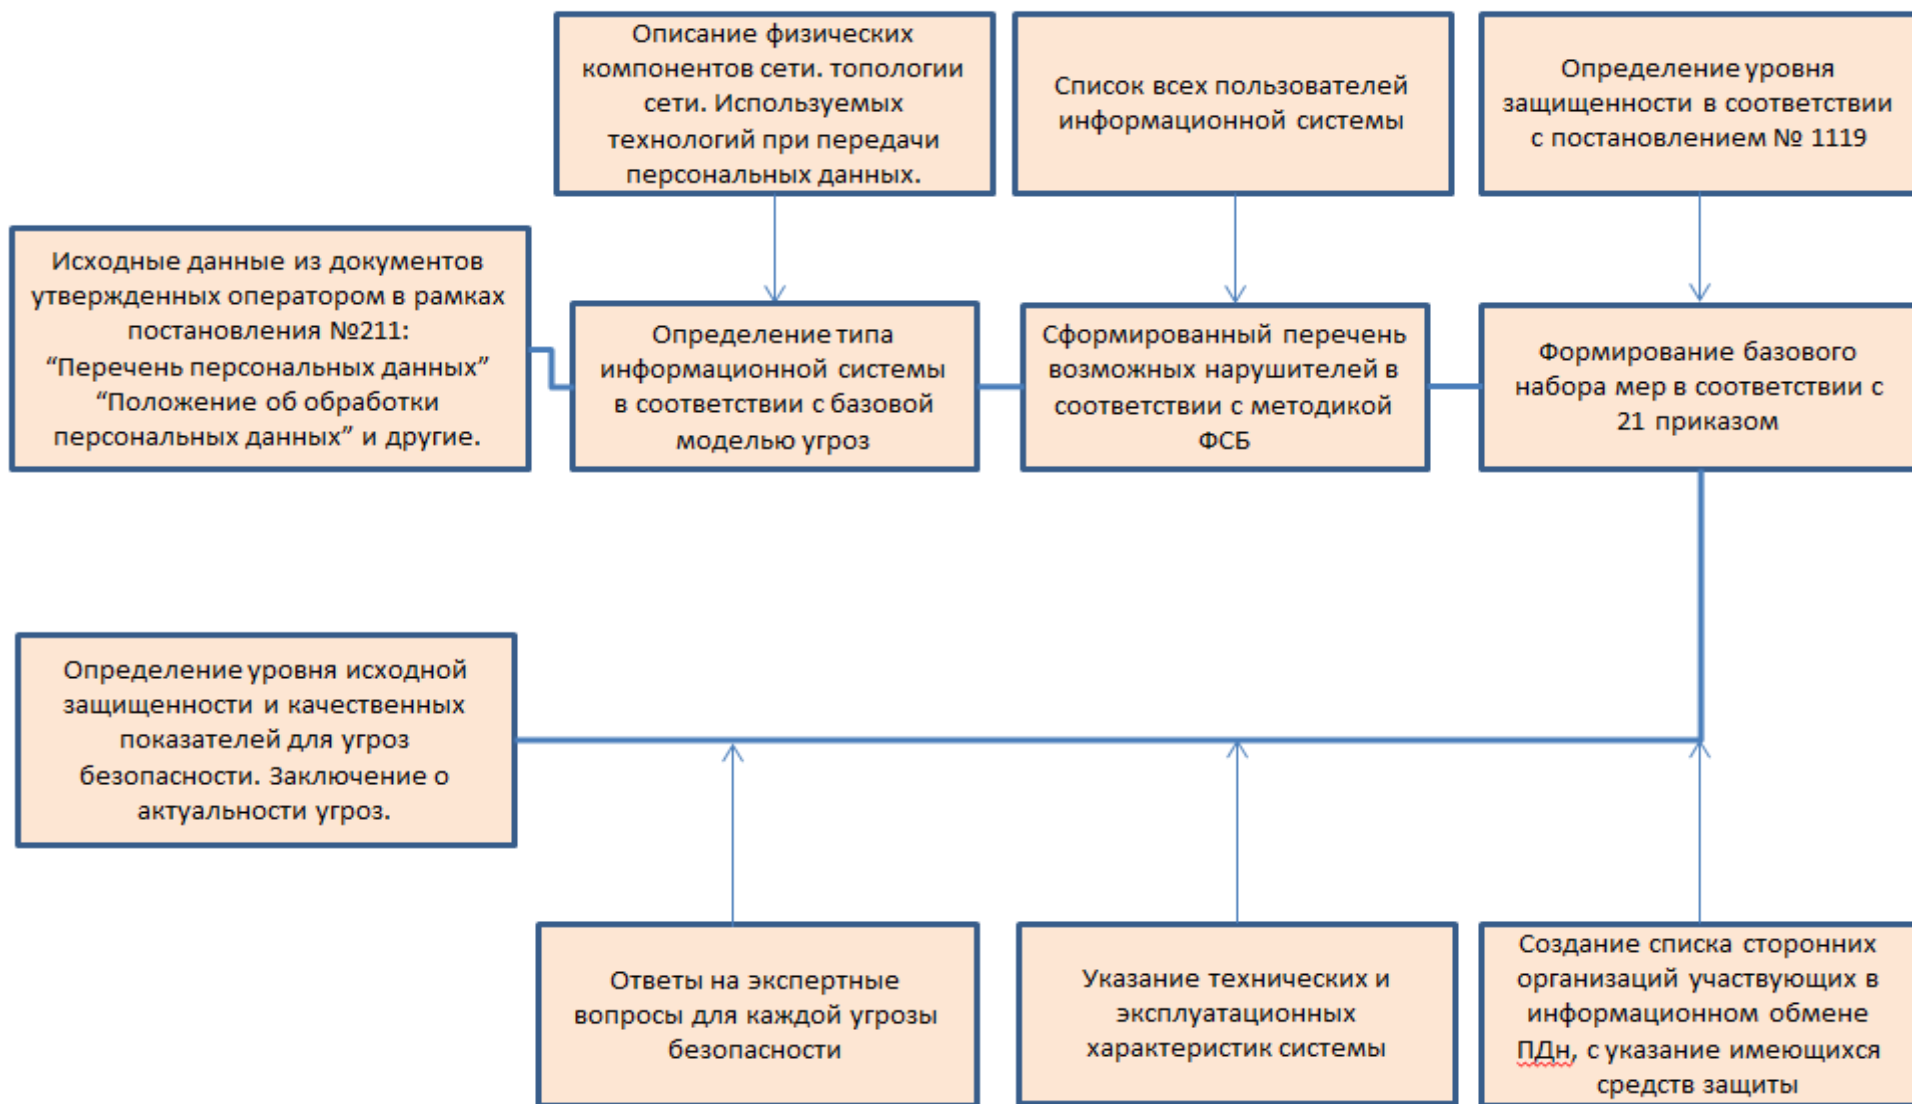 Описание физических
компонентов сети. топологии
сети. Используемых
технологий при передачи
персональных данных.
Список всех пользователей
информационной системы
Определение уровня
защищенности в соответствии
с постановлением № 1119
Исходные данные из документов
утвержденных оператором в рамках
постановления №211:
“Перечень персональных данных”
“Положение об обработки
персональных данных” и другие.
Определение типа
информационной системы
в соответствии с базовой
моделью угроз
Сформированный перечень
возможных нарушителей в
соответствии с методикой
ФСБ
Формирование базового
набора мер в соответствии с
21 приказом
Определение уровня исходной
защищенности и качественных
показателей для угроз
безопасности. Заключение о
актуальности угроз.
Ответы на экспертные
вопросы для каждой угрозы
безопасности
Указание технических и
эксплуатационных
характеристик системы
Создание списка сторонних
организаций участвующих в
информационном обмене
ПДн, с указание имеющихся
средств защиты